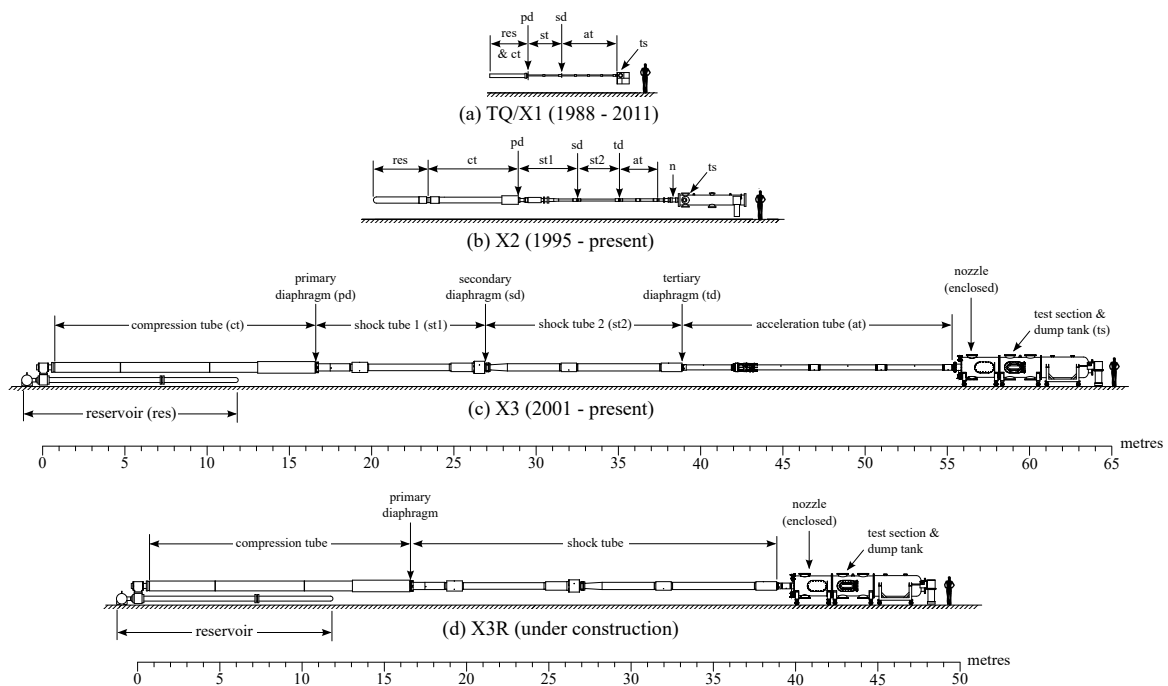 pd sd
res st at
& ct
ts
(a) TQ/X1 (1988 - 2011)
pd sd td
res ct st1 st2 at n ts
(b) X2 (1995 - present)
primary
diaphragm (pd)
secondary
diaphragm (sd)
tertiary
diaphragm (td)
nozzle
(enclosed)
test section &
dump tank (ts)
compression tube (ct)
shock tube 1 (st1)
shock tube 2 (st2)
acceleration tube (at)
reservoir (res)
(c) X3 (2001 - present)
metres
0 5 10 15 20 25 30 35 40 45 50 55 60 65
primary
diaphragm
nozzle
(enclosed)
test section &
dump tank
compression tube
shock tube
reservoir
(d) X3R (under construction)
metres
0 5 10 15 20 25 30 35 40 45 50